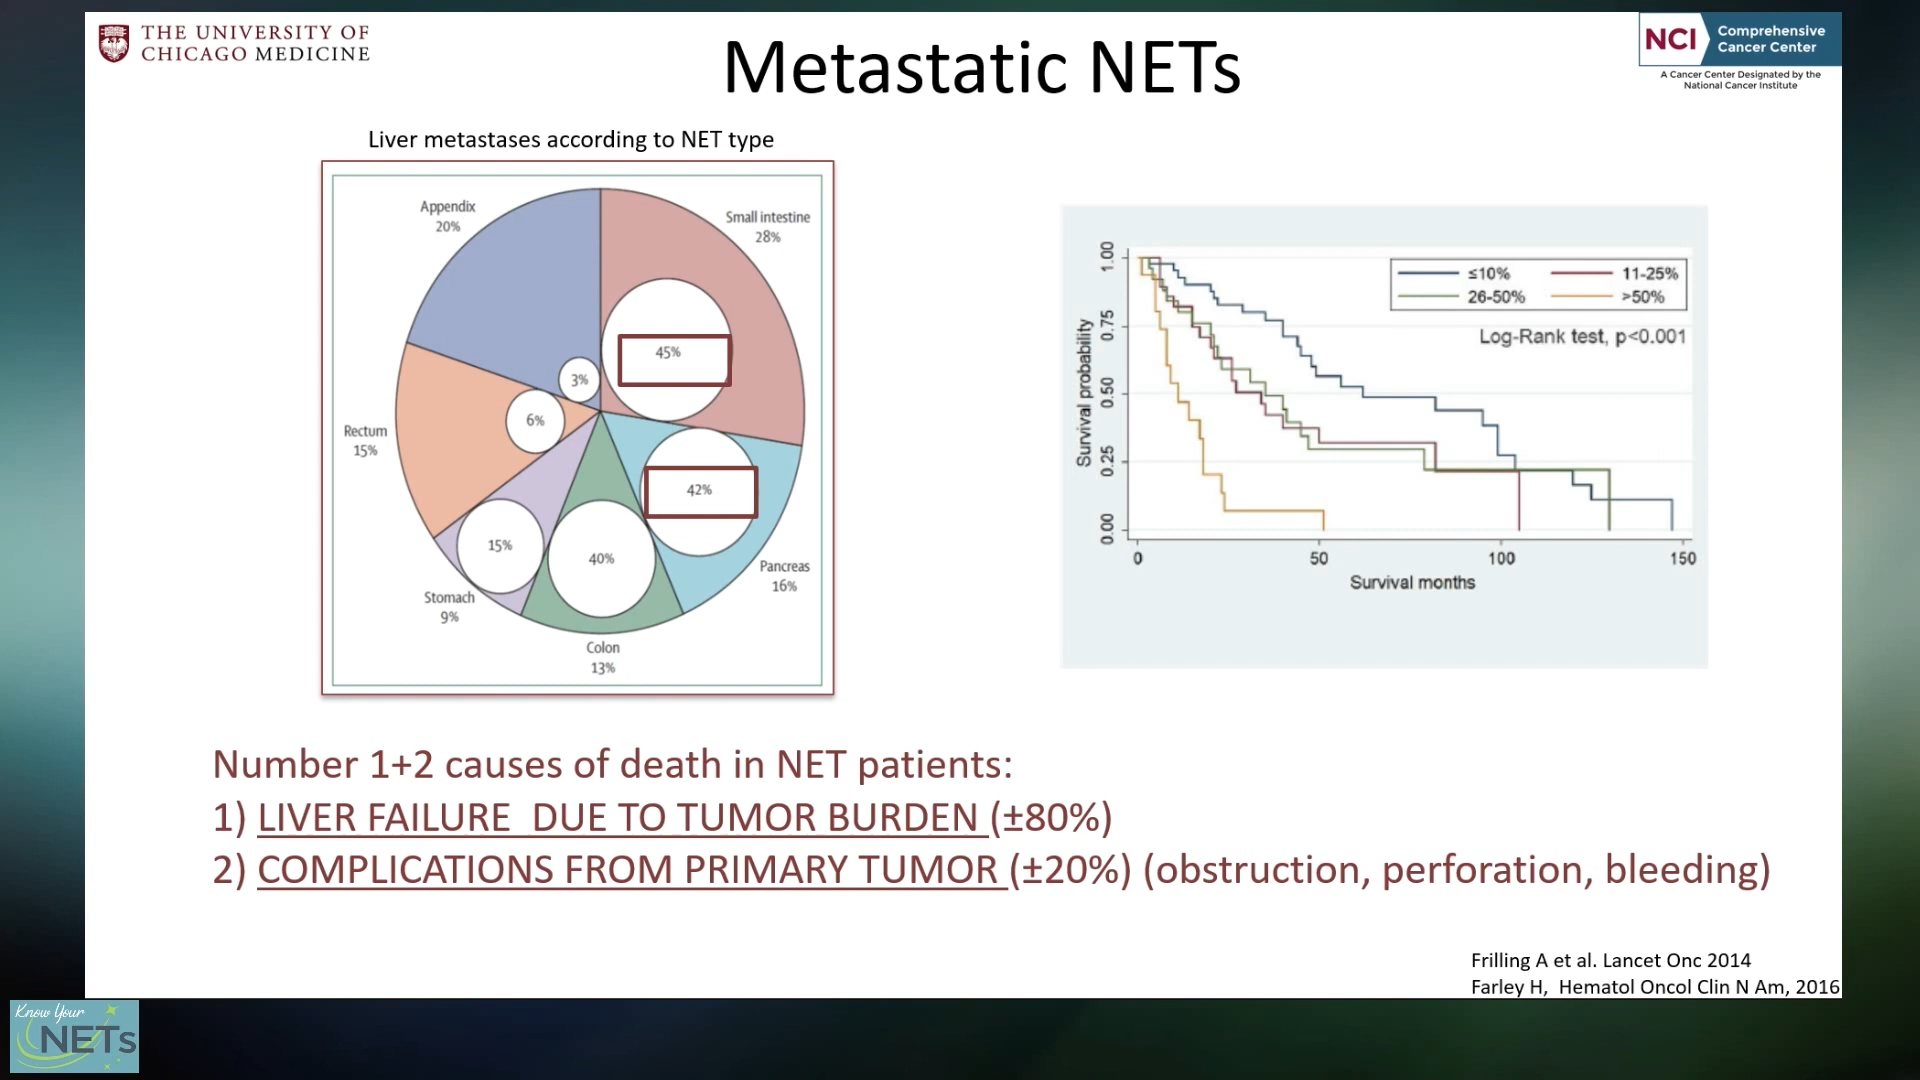 THE UNIVERSITY OF
CHICAGO MEDICINE
Metastatic NETs
NCI Comprehensive
Cancer Center
A Cancer Center Designated by the
National Cancer Institute
Liver metastases according to NET type
Appendix
20%
Small intestine
28%
45%
3%
6%
Rectum
15%
42%
15%
40%
Pancreas
16%
Stomach
9%
Colon
13%
Survival probability
1.00
0.75
0.50
0.25
0.00
≤10%
11-25%
26-50%
>50%
Log-Rank test, p<0.001
0
50
100
150
Survival months
Number 1+2 causes of death in NET patients:
1) LIVER FAILURE  DUE TO TUMOR BURDEN (±80%)
2) COMPLICATIONS FROM PRIMARY TUMOR (±20%) (obstruction, perforation, bleeding)
Frilling A et al. Lancet Onc 2014
Farley H,  Hematol Oncol Clin N Am, 2016
Know Your
NETs